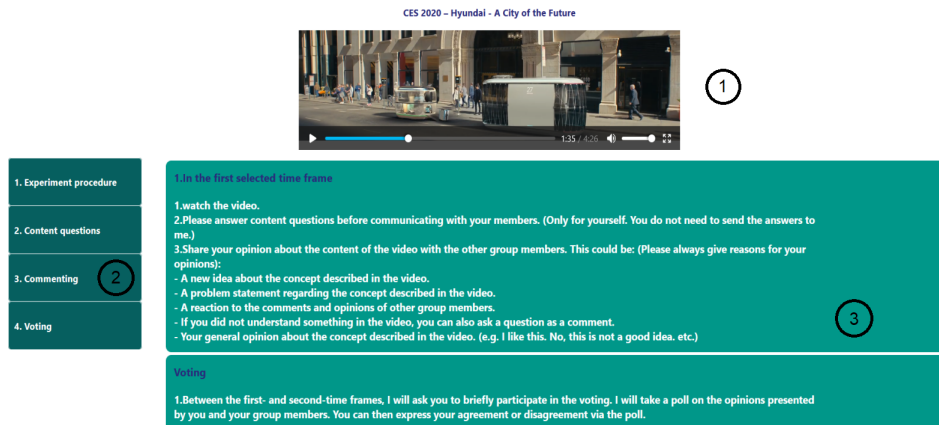 CES 2020 – Hyundai - A City of the Future
1
1:35 / 4:26
1. Experiment procedure
2. Content questions
3. Commenting
2
4. Voting
1.In the first selected time frame
1.watch the video.
2.Please answer content questions before communicating with your members. (Only for yourself. You do not need to send the answers to
me.)
3.Share your opinion about the content of the video with the other group members. This could be: (Please always give reasons for your
opinions):
- A new idea about the concept described in the video.
- A problem statement regarding the concept described in the video.
- A reaction to the comments and opinions of other group members.
- If you did not understand something in the video, you can also ask a question as a comment.
- Your general opinion about the concept described in the video. (e.g. I like this. No, this is not a good idea. etc.)
3
Voting
1.Between the first- and second-time frames, I will ask you to briefly participate in the voting. I will take a poll on the opinions presented
by you and your group members. You can then express your agreement or disagreement via the poll.